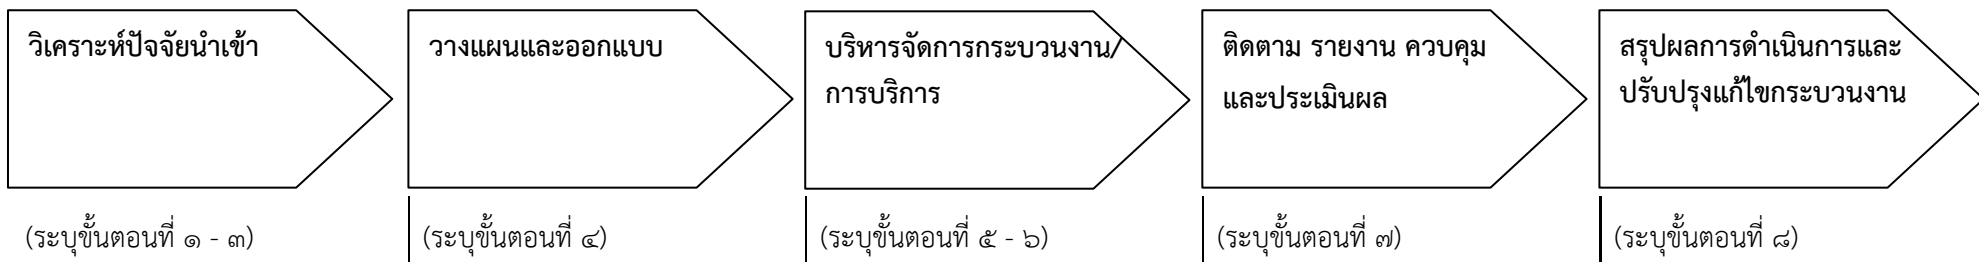 วิเคราะห์ปัจจัยนำเข้า
วางแผนและออกแบบ
บริหารจัดการกระบวนงาน/
การบริการ
ติดตาม รายงาน ควบคุม
และประเมินผล
สรุปผลการดำเนินการและ
ปรับปรุงแก้ไขกระบวนงาน
(ระบุขั้นตอนที่ ๑ - ๓)
(ระบุขั้นตอนที่ ๔)
(ระบุขั้นตอนที่ ๕ - ๖)
(ระบุขั้นตอนที่ ๗)
(ระบุขั้นตอนที่ ๘)